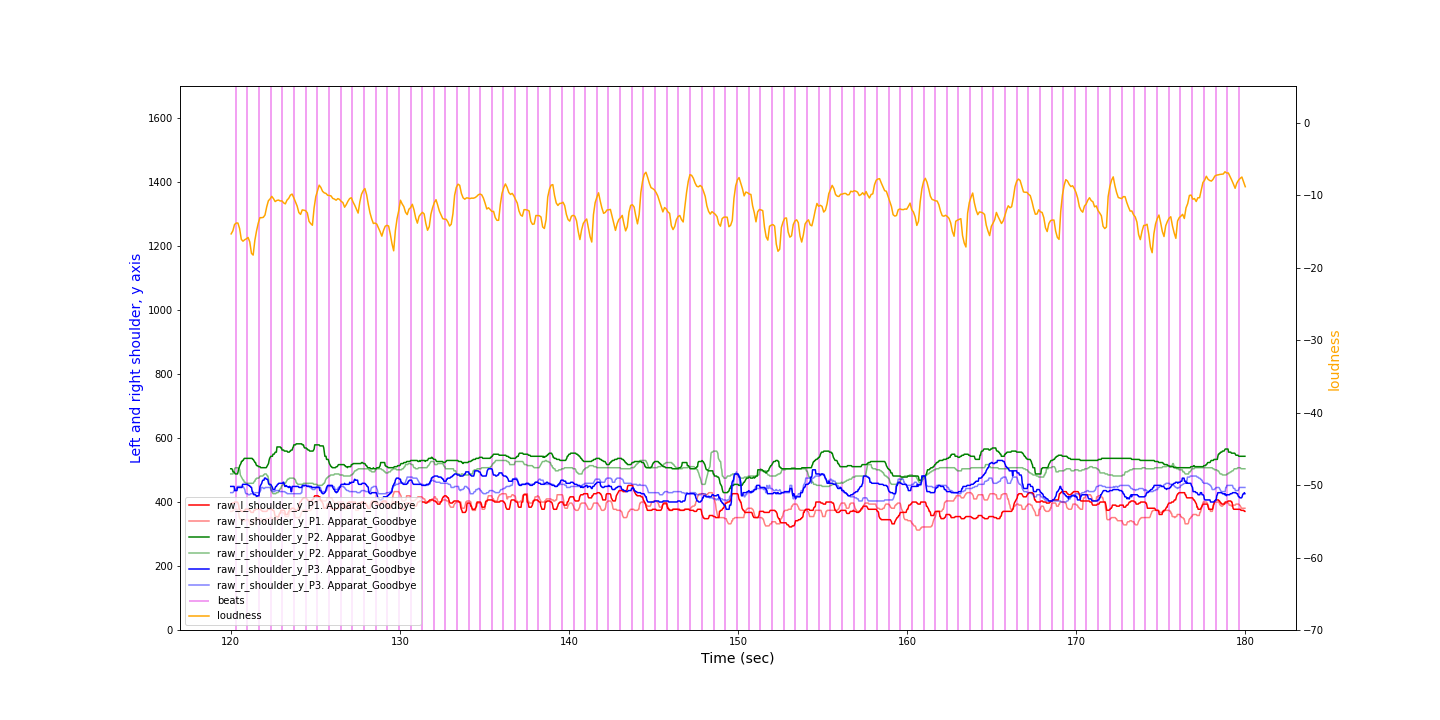 1600
1400
1200
1000
800
600
400
200
0
Left and right shoulder, y axis
0
−10
−20
−30
−40
−50
−60
−70
loudness
raw_l_shoulder_y_P1. Apparat_Goodbye
raw_r_shoulder_y_P1. Apparat_Goodbye
raw_l_shoulder_y_P2. Apparat_Goodbye
raw_r_shoulder_y_P2. Apparat_Goodbye
raw_l_shoulder_y_P3. Apparat_Goodbye
raw_r_shoulder_y_P3. Apparat_Goodbye
beats
loudness
120 130 140 150 160 170 180
Time (sec)